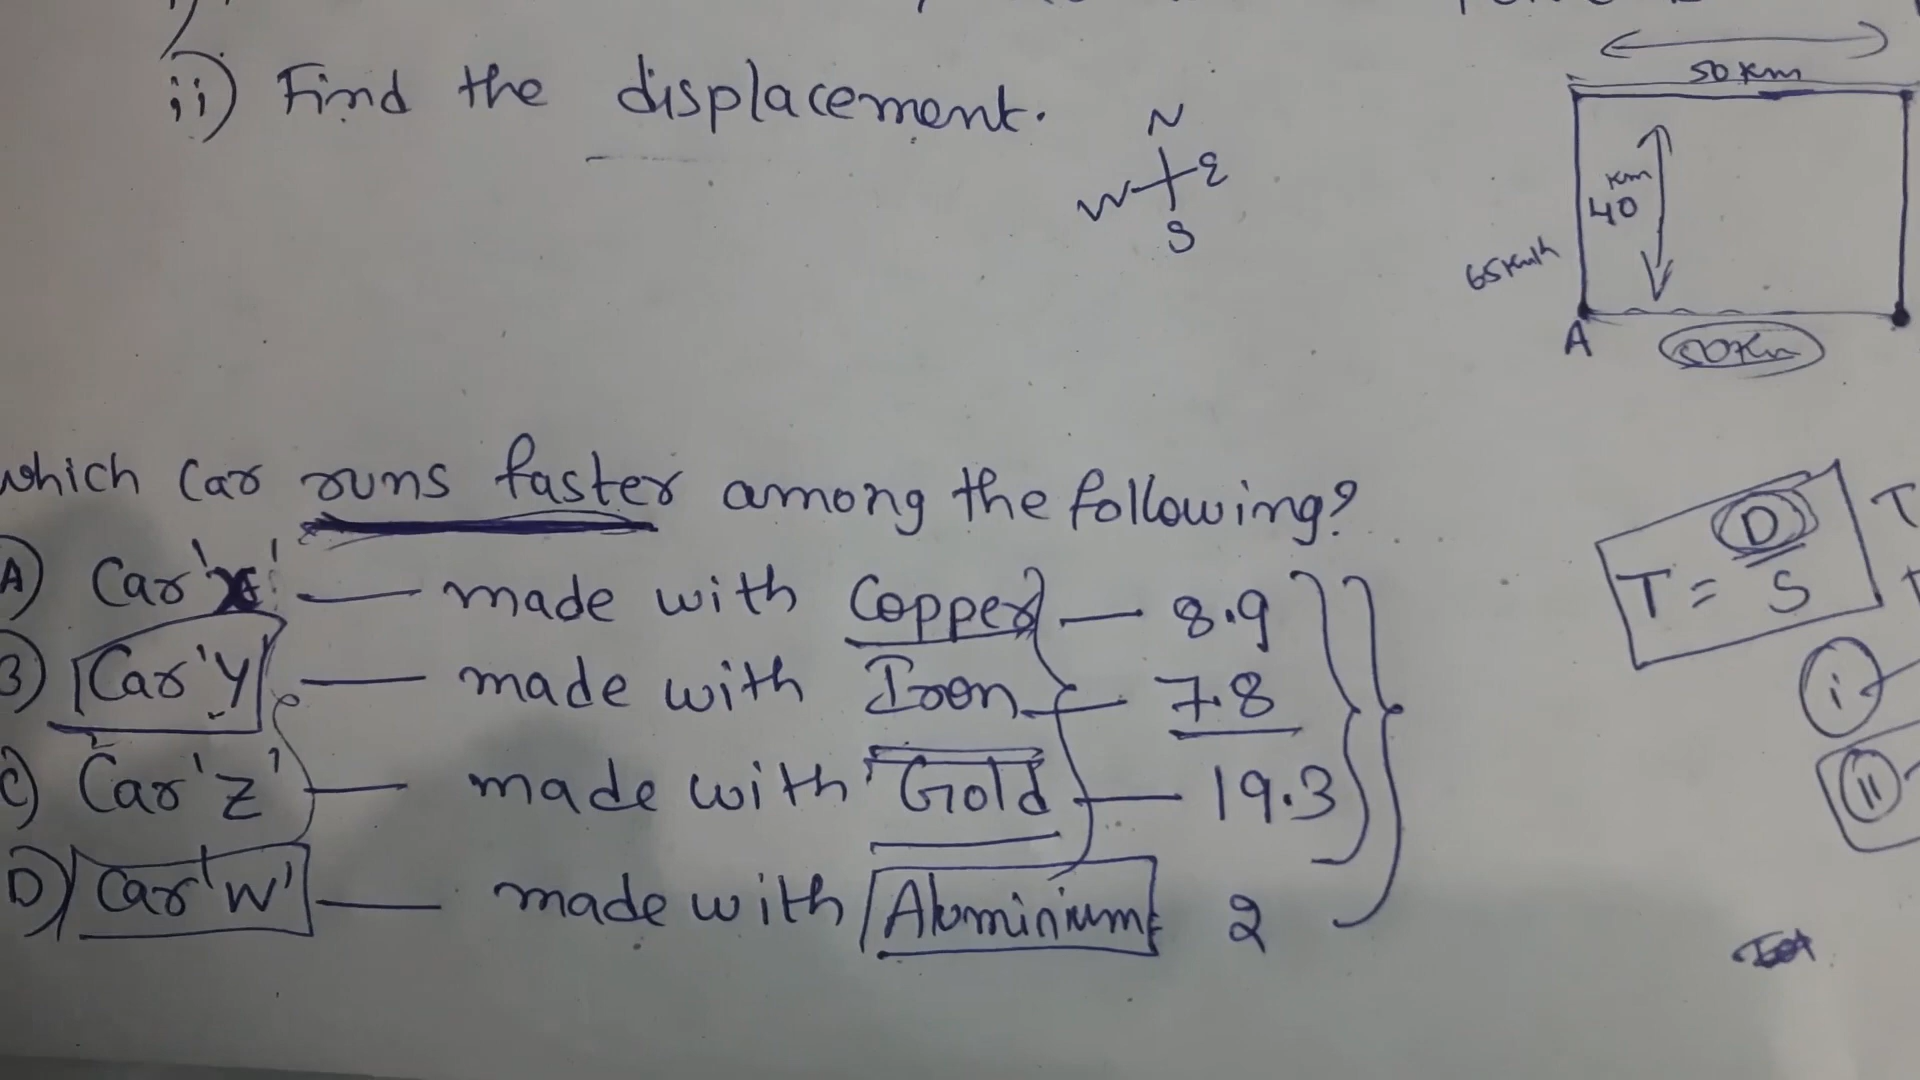 ii) Find the displacement.
N
W E
S
50 km
km
40
65 km/h
A
50 Km
which car runs faster among the following?
A) Car 'X' — made with Copper — 8.9
B) Car 'Y' — made with Iron — 7.8
C) Car 'Z' — made with Gold — 19.3
D) Car 'W' — made with Aluminium 2
T = D
S
i
ii